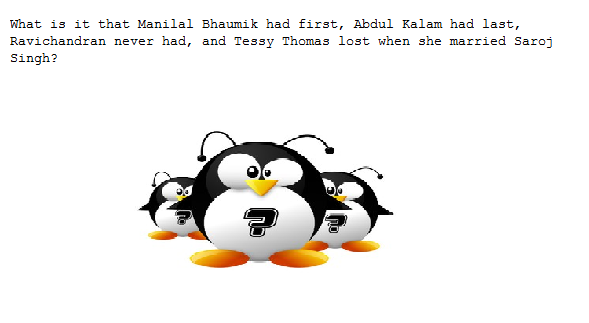 What is it that Manilal Bhaumik had first, Abdul Kalam had last,
Ravichandran never had, and Tessy Thomas lost when she married Saroj
Singh?
? ? ?